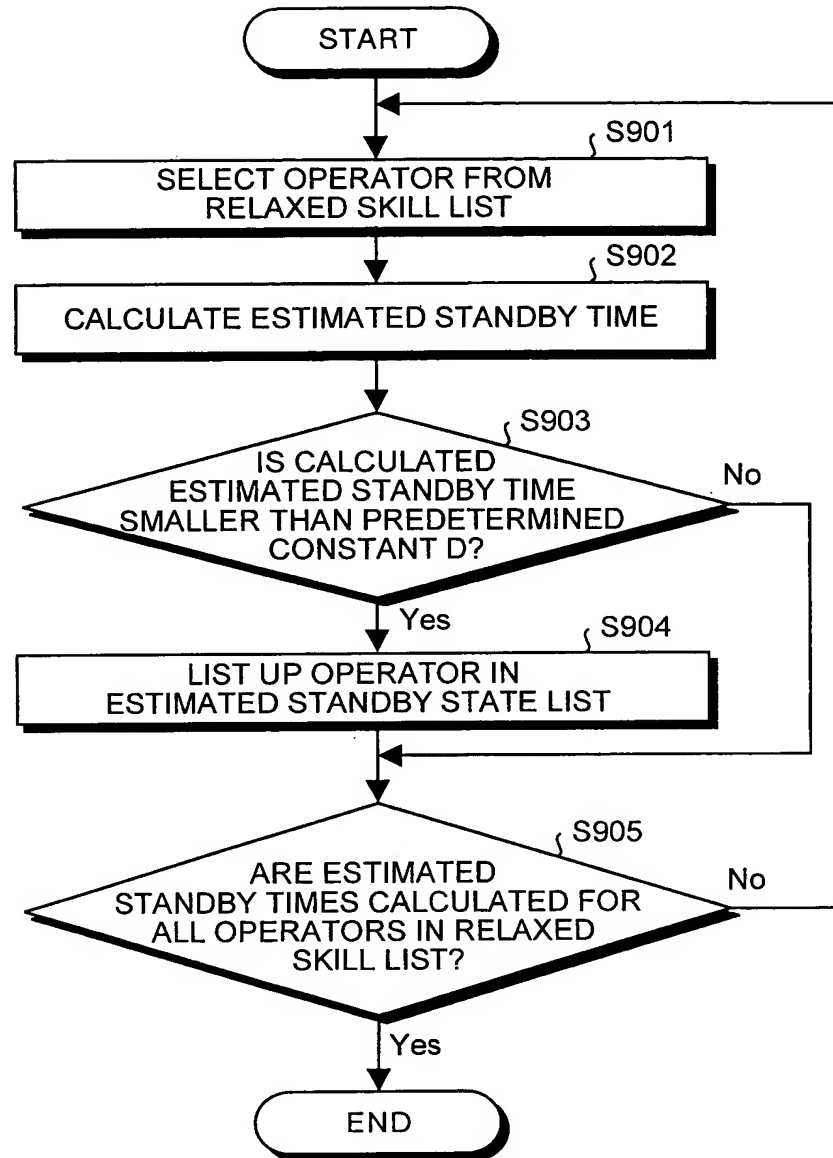 START
S901
SELECT OPERATOR FROM
RELAXED SKILL LIST
S902
CALCULATE ESTIMATED STANDBY TIME
S903
IS CALCULATED
ESTIMATED STANDBY TIME
SMALLER THAN PREDETERMINED
CONSTANT D?
No
Yes
S904
LIST UP OPERATOR IN
ESTIMATED STANDBY STATE LIST
S905
ARE ESTIMATED
STANDBY TIMES CALCULATED FOR
ALL OPERATORS IN RELAXED
SKILL LIST?
No
Yes
END